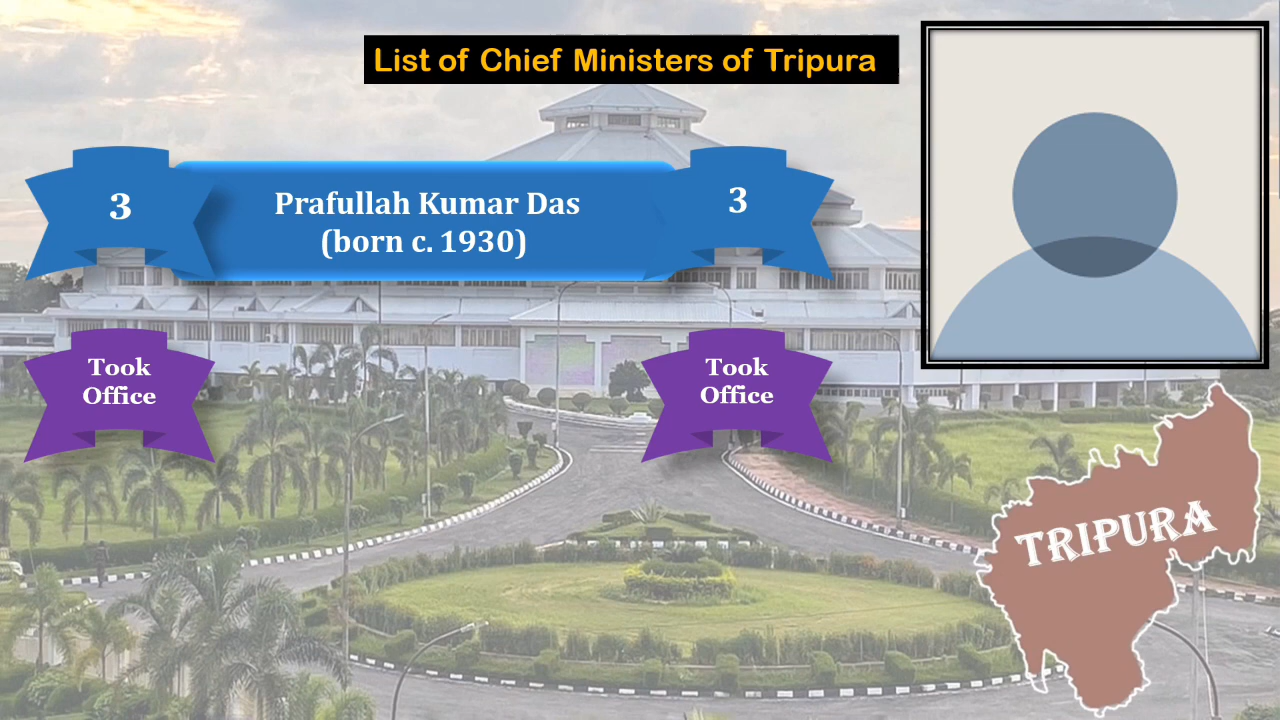 List of Chief Ministers of Tripura
3
Prafullah Kumar Das
(born c. 1930)
3
Took
Office
Took
Office
TRIPURA